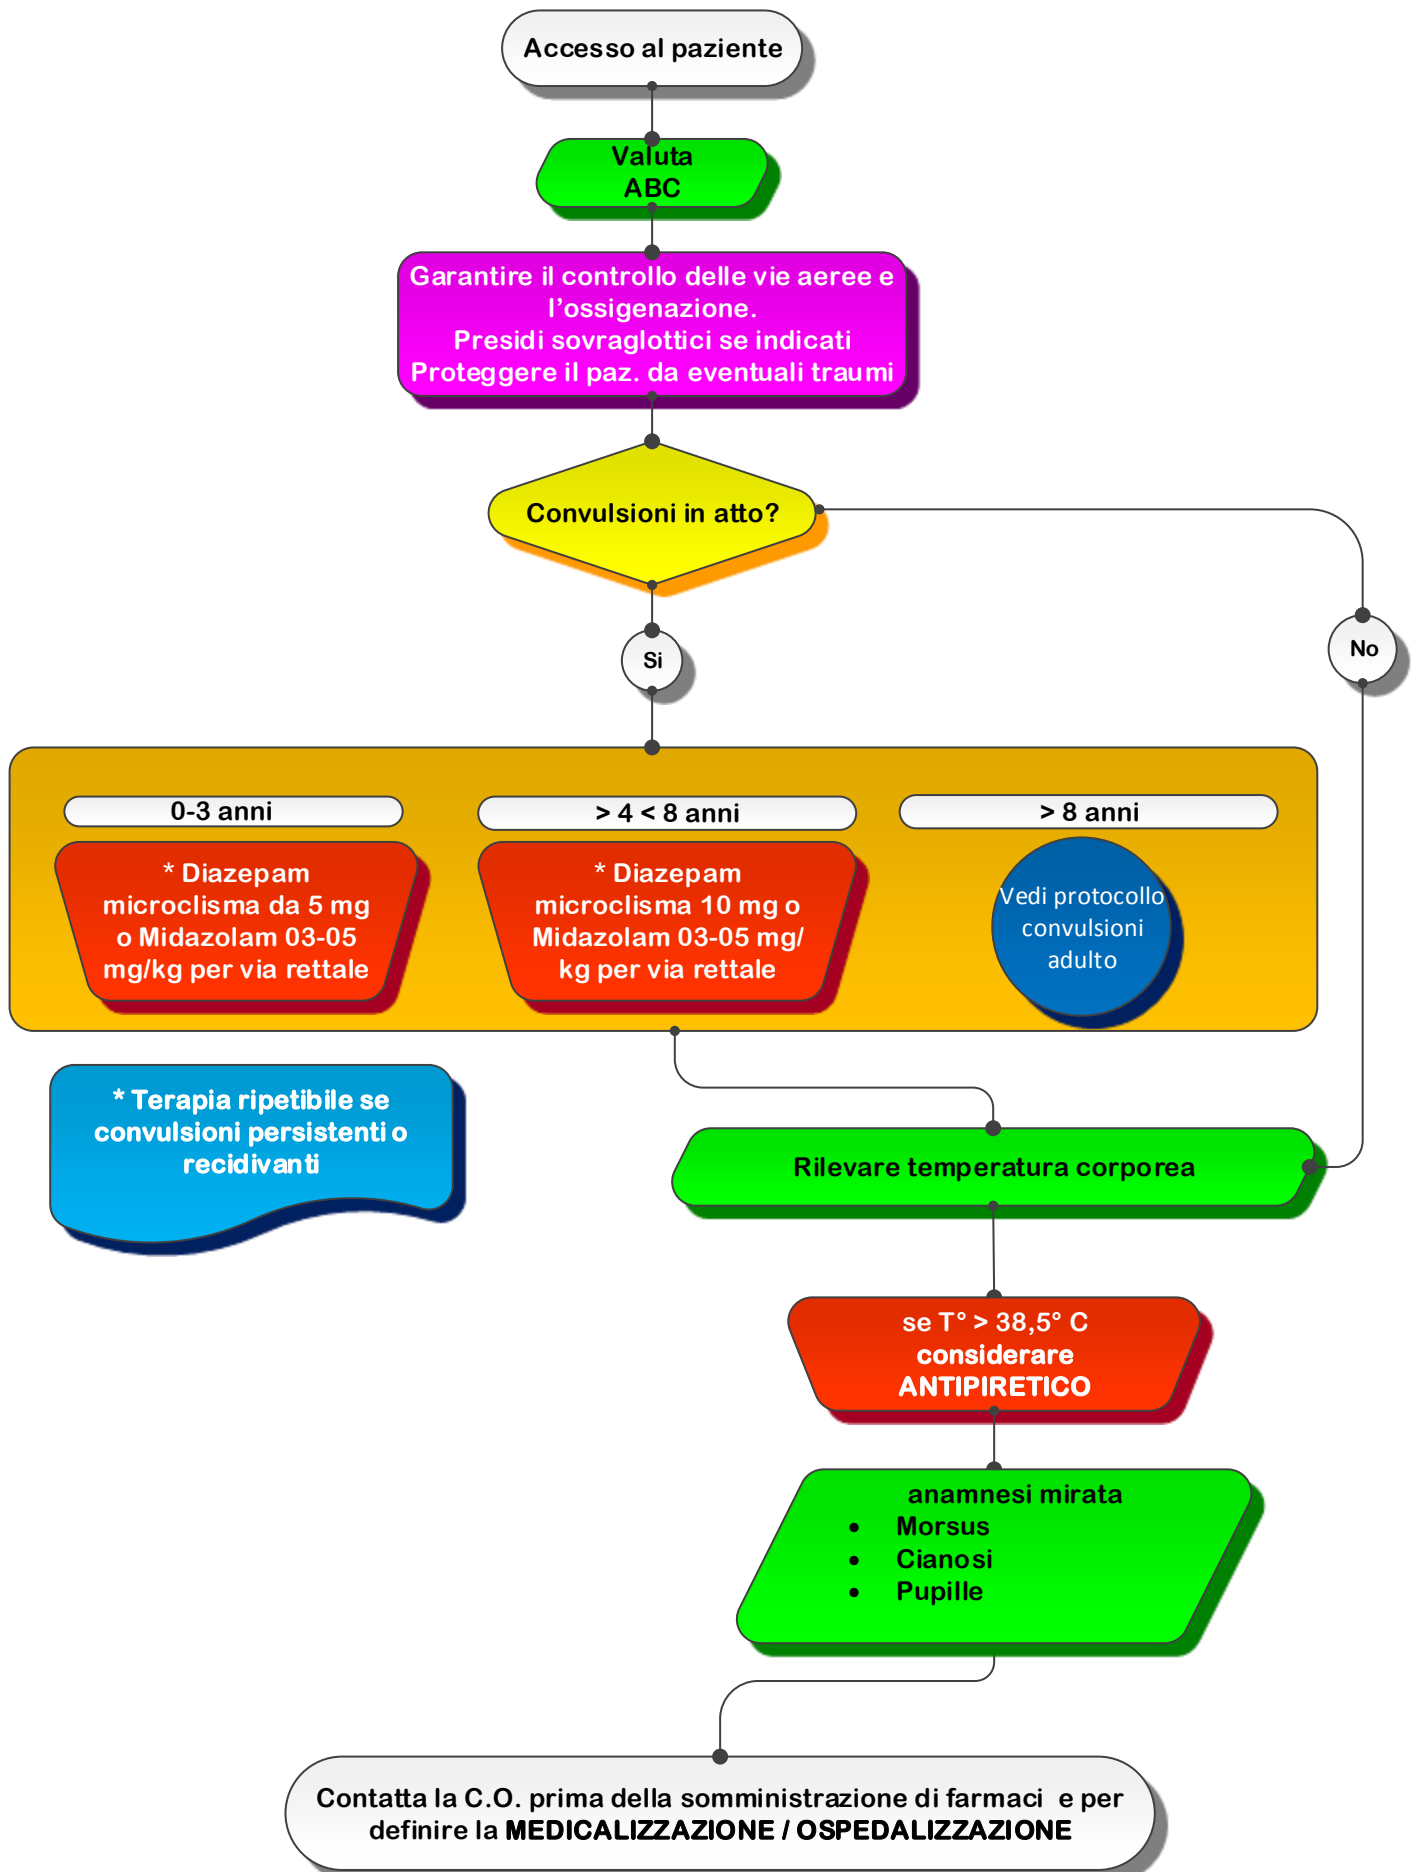 Accesso al paziente
Valuta
ABC
Garantire il controllo delle vie aeree e
l'ossigenazione.
Presidi sovraglottici se indicati
Proteggere il paz. da eventuali traumi
Convulsioni in atto?
Si
No
0-3 anni
* Diazepam
microclisma da 5 mg
o Midazolam 03-05
mg/kg per via rettale
> 4 < 8 anni
* Diazepam
microclisma 10 mg o
Midazolam 03-05 mg/
kg per via rettale
> 8 anni
Vedi protocollo
convulsioni
adulto
* Terapia ripetibile se
convulsioni persistenti o
recidivanti
Rilevare temperatura corporea
se T° > 38,5° C
considerare
ANTIPIRETICO
anamnesi mirata
• Morsus
• Cianosi
• Pupille
Contatta la C.O. prima della somministrazione di farmaci e per
definire la MEDICALIZZAZIONE / OSPEDALIZZAZIONE